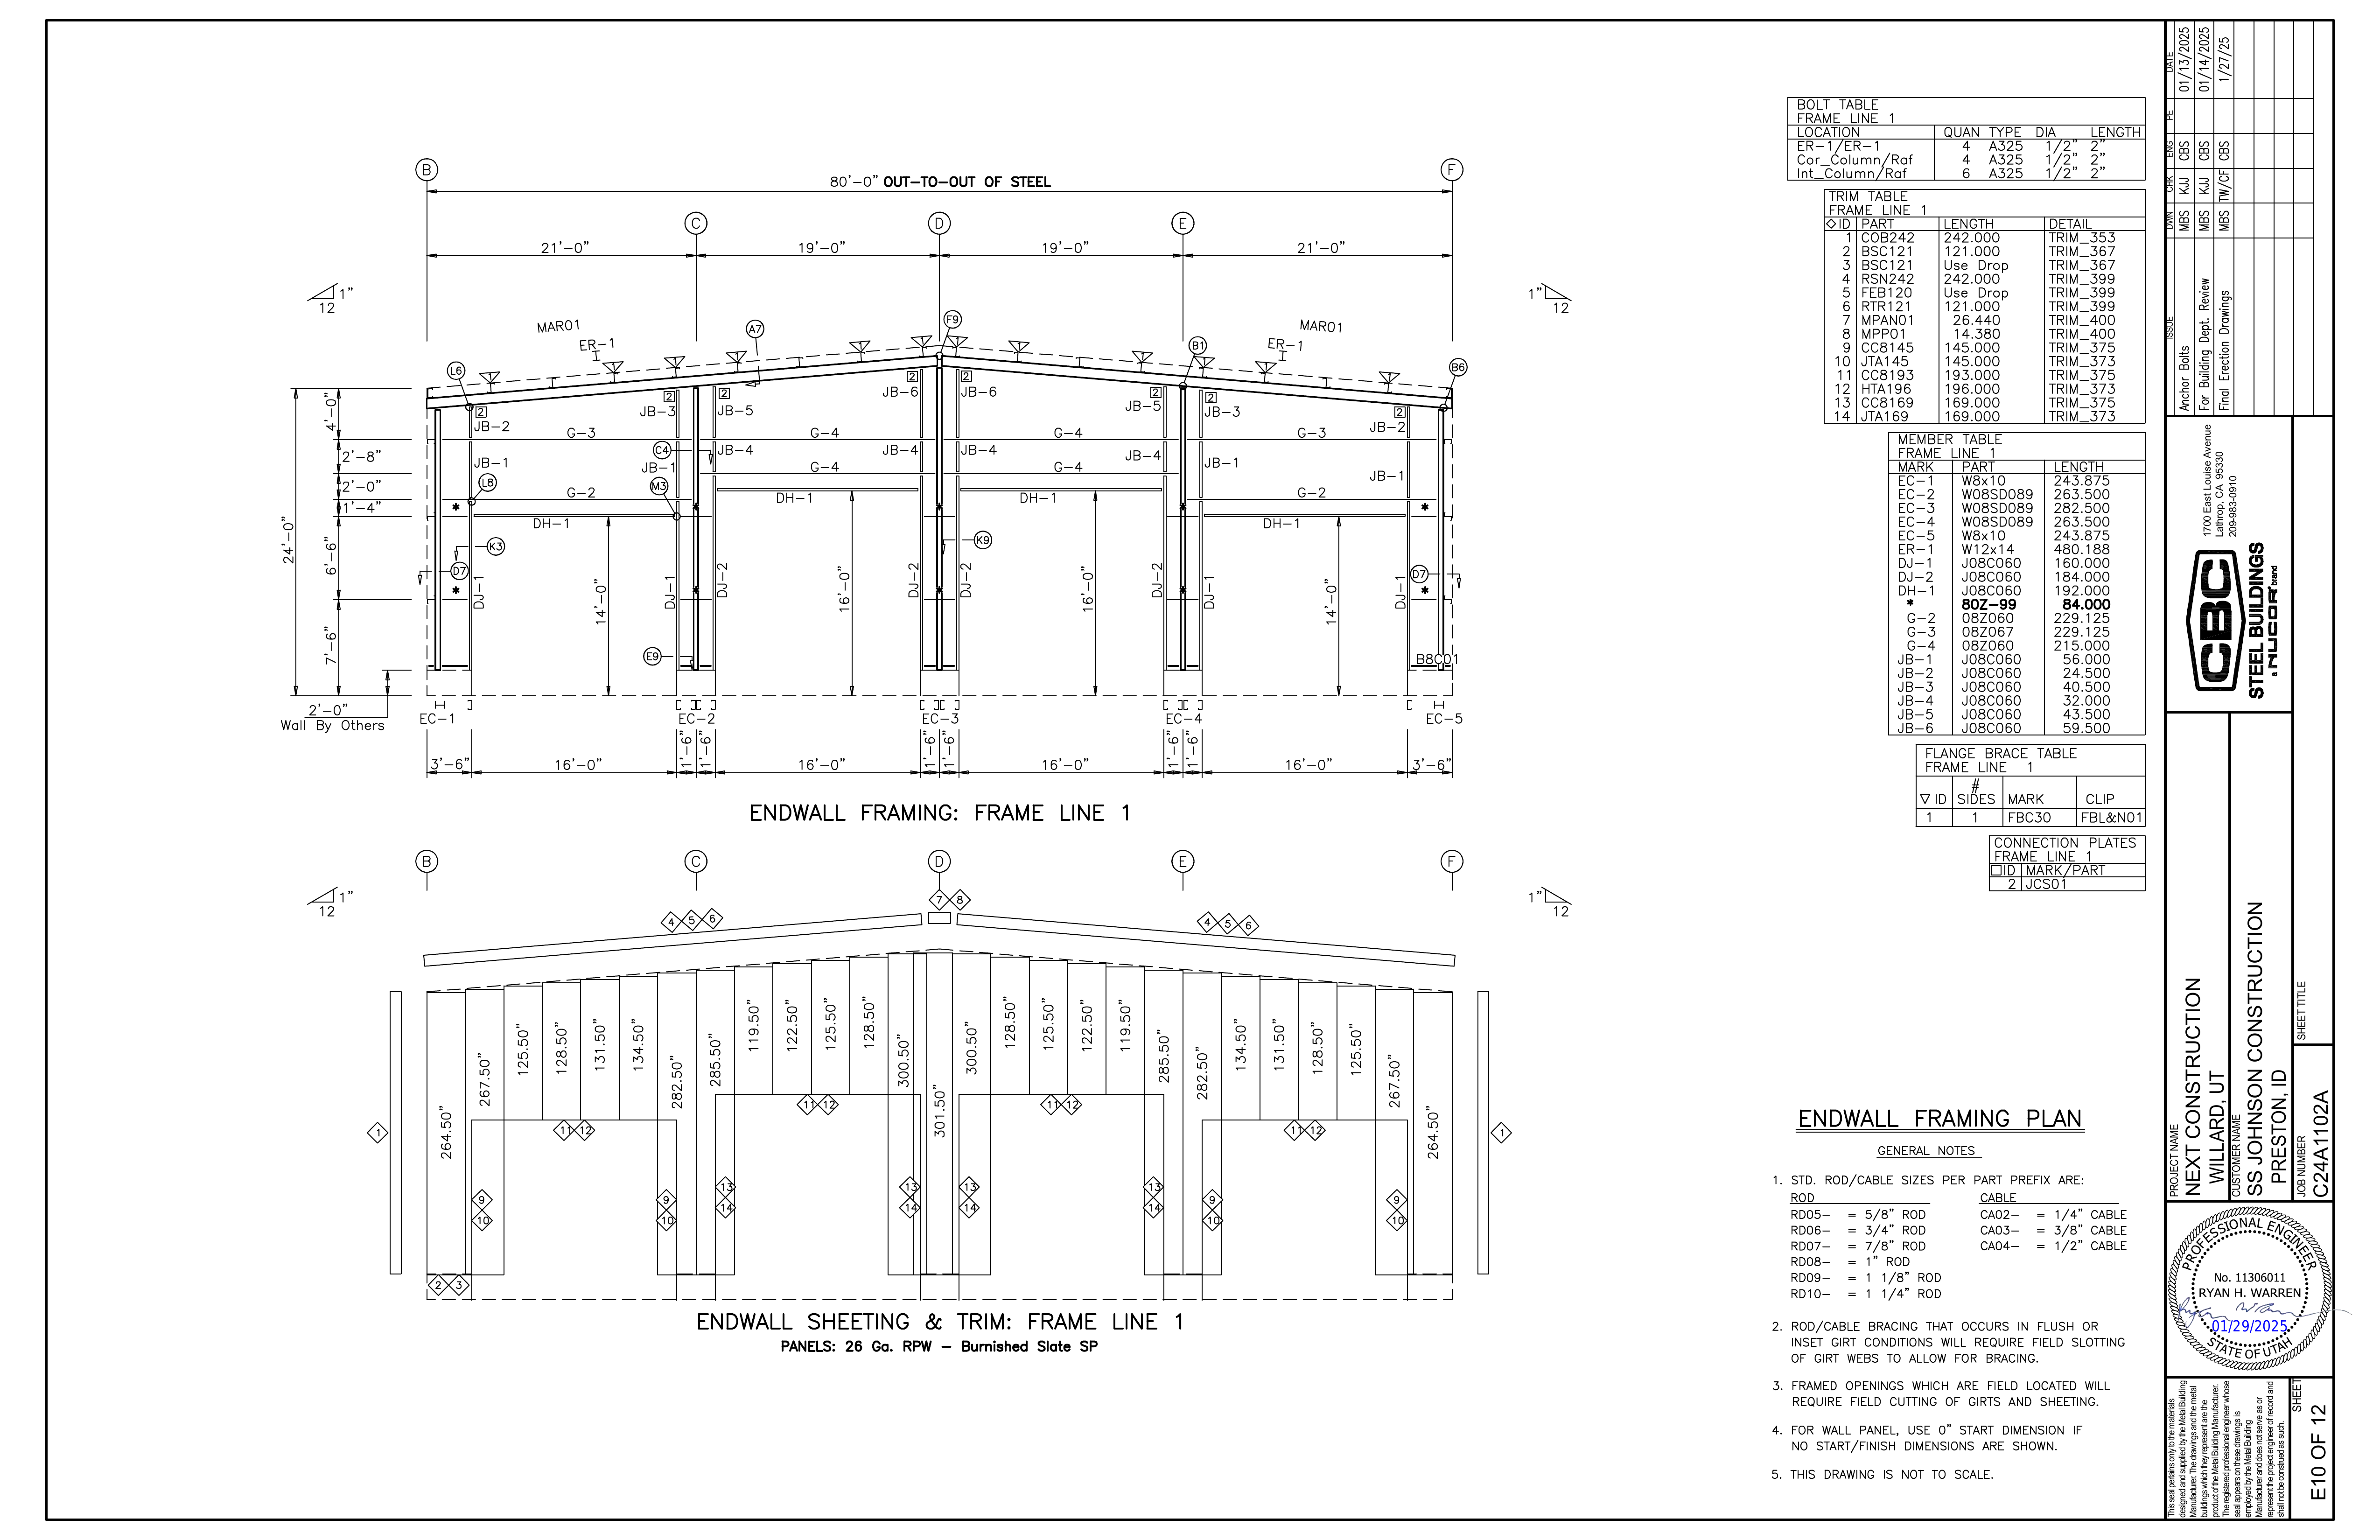 B F
80'-0" OUT-TO-OUT OF STEEL
C D E
21'-0" 19'-0" 19'-0" 21'-0"
1" 12 1" 12
MAR01 A7 F9 MAR01
ER-1 B1 ER-1
L6 B6
2 2 2 2 2 2 2 2
JB-2 JB-3 JB-5 JB-6 JB-6 JB-5 JB-3 JB-2
G-3 G-4 G-4 G-3
C4
JB-1 JB-1 JB-4 JB-4 JB-4 JB-4 JB-1 JB-1
G-4 G-4
L8 M3
G-2 DH-1 DH-1 G-2
* * * * *
DH-1 DH-1
K3 K9
D7 D7
* * * * *
DJ-1 DJ-1 DJ-2 DJ-2 DJ-2 DJ-2 DJ-1 DJ-1
14'-0" 16'-0" 16'-0" 14'-0"
24'-0"
4'-0"
2'-8"
2'-0"
1'-4"
6'-6"
7'-6"
E9 B8C01
2'-0"
Wall By Others
EC-1 EC-2 EC-3 EC-4 EC-5
3'-6" 16'-0" 1'-6" 1'-6" 16'-0" 1'-6" 1'-6" 16'-0" 1'-6" 1'-6" 16'-0" 3'-6"
ENDWALL FRAMING: FRAME LINE 1
B C D E F
1" 12 1" 12
4 5 6 7 8 4 5 6
264.50" 267.50" 125.50" 128.50" 131.50" 134.50" 282.50" 285.50" 119.50" 122.50" 125.50" 128.50" 300.50" 301.50" 300.50" 128.50" 125.50" 122.50" 119.50" 285.50" 282.50" 134.50" 131.50" 128.50" 125.50" 267.50" 264.50"
11 12 11 12
1 11 12 11 12 1
9 9 13 13 13 13 9 9
10 10 14 14 14 14 10 10
2 3
ENDWALL SHEETING & TRIM: FRAME LINE 1
PANELS: 26 Ga. RPW - Burnished Slate SP
BOLT TABLE
FRAME LINE 1
LOCATION QUAN TYPE DIA LENGTH
ER-1/ER-1 4 A325 1/2" 2"
Cor_Column/Raf 4 A325 1/2" 2"
Int_Column/Raf 6 A325 1/2" 2"
TRIM TABLE
FRAME LINE 1
◇ID PART LENGTH DETAIL
1 COB242 242.000 TRIM_353
2 BSC121 121.000 TRIM_367
3 BSC121 Use Drop TRIM_367
4 RSN242 242.000 TRIM_399
5 FEB120 Use Drop TRIM_399
6 RTR121 121.000 TRIM_399
7 MPAN01 26.440 TRIM_400
8 MPP01 14.380 TRIM_400
9 CC8145 145.000 TRIM_375
10 JTA145 145.000 TRIM_373
11 CC8193 193.000 TRIM_375
12 HTA196 196.000 TRIM_373
13 CC8169 169.000 TRIM_375
14 JTA169 169.000 TRIM_373
MEMBER TABLE
FRAME LINE 1
MARK PART LENGTH
EC-1 W8x10 243.875
EC-2 W08SD089 263.500
EC-3 W08SD089 282.500
EC-4 W08SD089 263.500
EC-5 W8x10 243.875
ER-1 W12x14 480.188
DJ-1 J08C060 160.000
DJ-2 J08C060 184.000
DH-1 J08C060 192.000
* 80Z-99 84.000
G-2 08Z060 229.125
G-3 08Z067 229.125
G-4 08Z060 215.000
JB-1 J08C060 56.000
JB-2 J08C060 24.500
JB-3 J08C060 40.500
JB-4 J08C060 32.000
JB-5 J08C060 43.500
JB-6 J08C060 59.500
FLANGE BRACE TABLE
FRAME LINE 1
▽ID # SIDES MARK CLIP
1 1 FBC30 FBL&N01
CONNECTION PLATES
FRAME LINE 1
□ID MARK/PART
2 JCS01
ENDWALL FRAMING PLAN
GENERAL NOTES
1. STD. ROD/CABLE SIZES PER PART PREFIX ARE:
ROD CABLE
RD05- = 5/8" ROD CA02- = 1/4" CABLE
RD06- = 3/4" ROD CA03- = 3/8" CABLE
RD07- = 7/8" ROD CA04- = 1/2" CABLE
RD08- = 1" ROD
RD09- = 1 1/8" ROD
RD10- = 1 1/4" ROD
2. ROD/CABLE BRACING THAT OCCURS IN FLUSH OR
INSET GIRT CONDITIONS WILL REQUIRE FIELD SLOTTING
OF GIRT WEBS TO ALLOW FOR BRACING.
3. FRAMED OPENINGS WHICH ARE FIELD LOCATED WILL
REQUIRE FIELD CUTTING OF GIRTS AND SHEETING.
4. FOR WALL PANEL, USE 0" START DIMENSION IF
NO START/FINISH DIMENSIONS ARE SHOWN.
5. THIS DRAWING IS NOT TO SCALE.
ISSUE DWN CHK ENG PE DATE
Anchor Bolts MBS KJJ CBS 01/13/2025
For Building Dept. Review MBS KJJ CBS 01/14/2025
Final Erection Drawings MBS TW/CF CBS 1/27/25
CBC
STEEL BUILDINGS
a NUCOR brand
1700 East Louise Avenue
Lathrop, CA 95330
209-983-0910
PROJECT NAME
NEXT CONSTRUCTION
WILLARD, UT
CUSTOMER NAME
SS JOHNSON CONSTRUCTION
PRESTON, ID
SHEET TITLE
JOB NUMBER
C24A1102A
PROFESSIONAL ENGINEER
No. 11306011
RYAN H. WARREN
01/29/2025
STATE OF UTAH
This seal pertains only to the materials
designed and supplied by the Metal Building
Manufacturer. The drawings and the metal
buildings which they represent are the
product of the Metal Building Manufacturer.
The registered professional engineer whose
seal appears on these drawings is
employed by the Metal Building
Manufacturer and does not serve as or
represent the project engineer of record and
shall not be construed as such.
SHEET
E10 OF 12